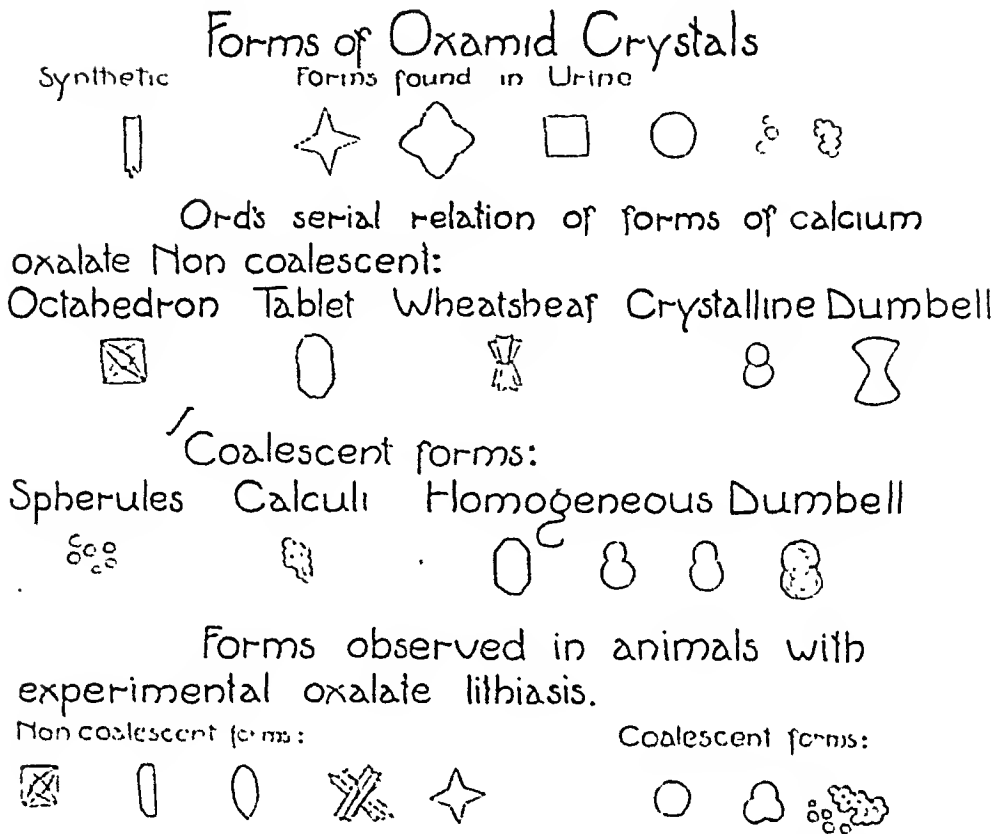 Forms of Oxamid Crystals
Synthetic Forms found in Urine
Ord's serial relation of forms of calcium
oxalate Non coalescent:
Octahedron Tablet Wheatsheaf Crystalline Dumbell
Coalescent forms:
Spherules Calculi Homogeneous Dumbell
Forms observed in animals with
experimental oxalate lithiasis.
Non coalescent forms: Coalescent forms: